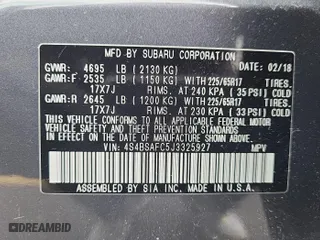 MFD BY SUBARU CORPORATION 02/18
GVWR: 4695 LB (2130 KG)
GAWR:F 2535 LB (1150 KG) WITH 225/65R17 TIRES,
17X7J RIMS, AT 240 KPA (35 PSI) COLD
GAWR:R 2645 LB (1200 KG) WITH 225/65R17 TIRES,
17X7J RIMS, AT 230 KPA (33 PSI) COLD
THIS VEHICLE CONFORMS TO ALL APPLICABLE FEDERAL MOTOR VEHICLE SAFETY, BUMPER, AND THEFT PREVENTION STANDARDS IN EFFECT ON THE DATE OF MANUFACTURE SHOWN ABOVE.
VIN: 4S4BSAFC5J3325927 MPV
ASSEMBLED BY SIA INC. MADE IN U.S.A.